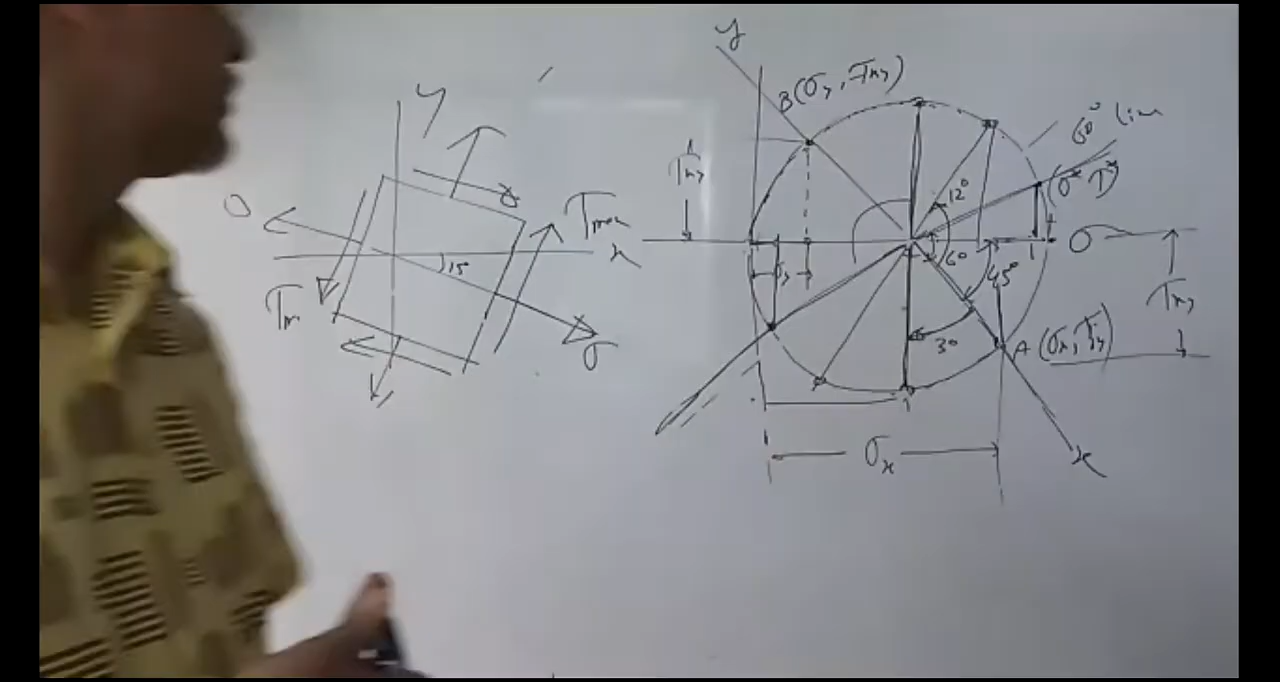 y
σ
τmax
x
15
τm
σ
y
B(σy, -τxy)
τxy
60° line
(σ* τ*)
12°
60
45°
σ
τxy
σy
30
A (σx, τxy)
σx
x